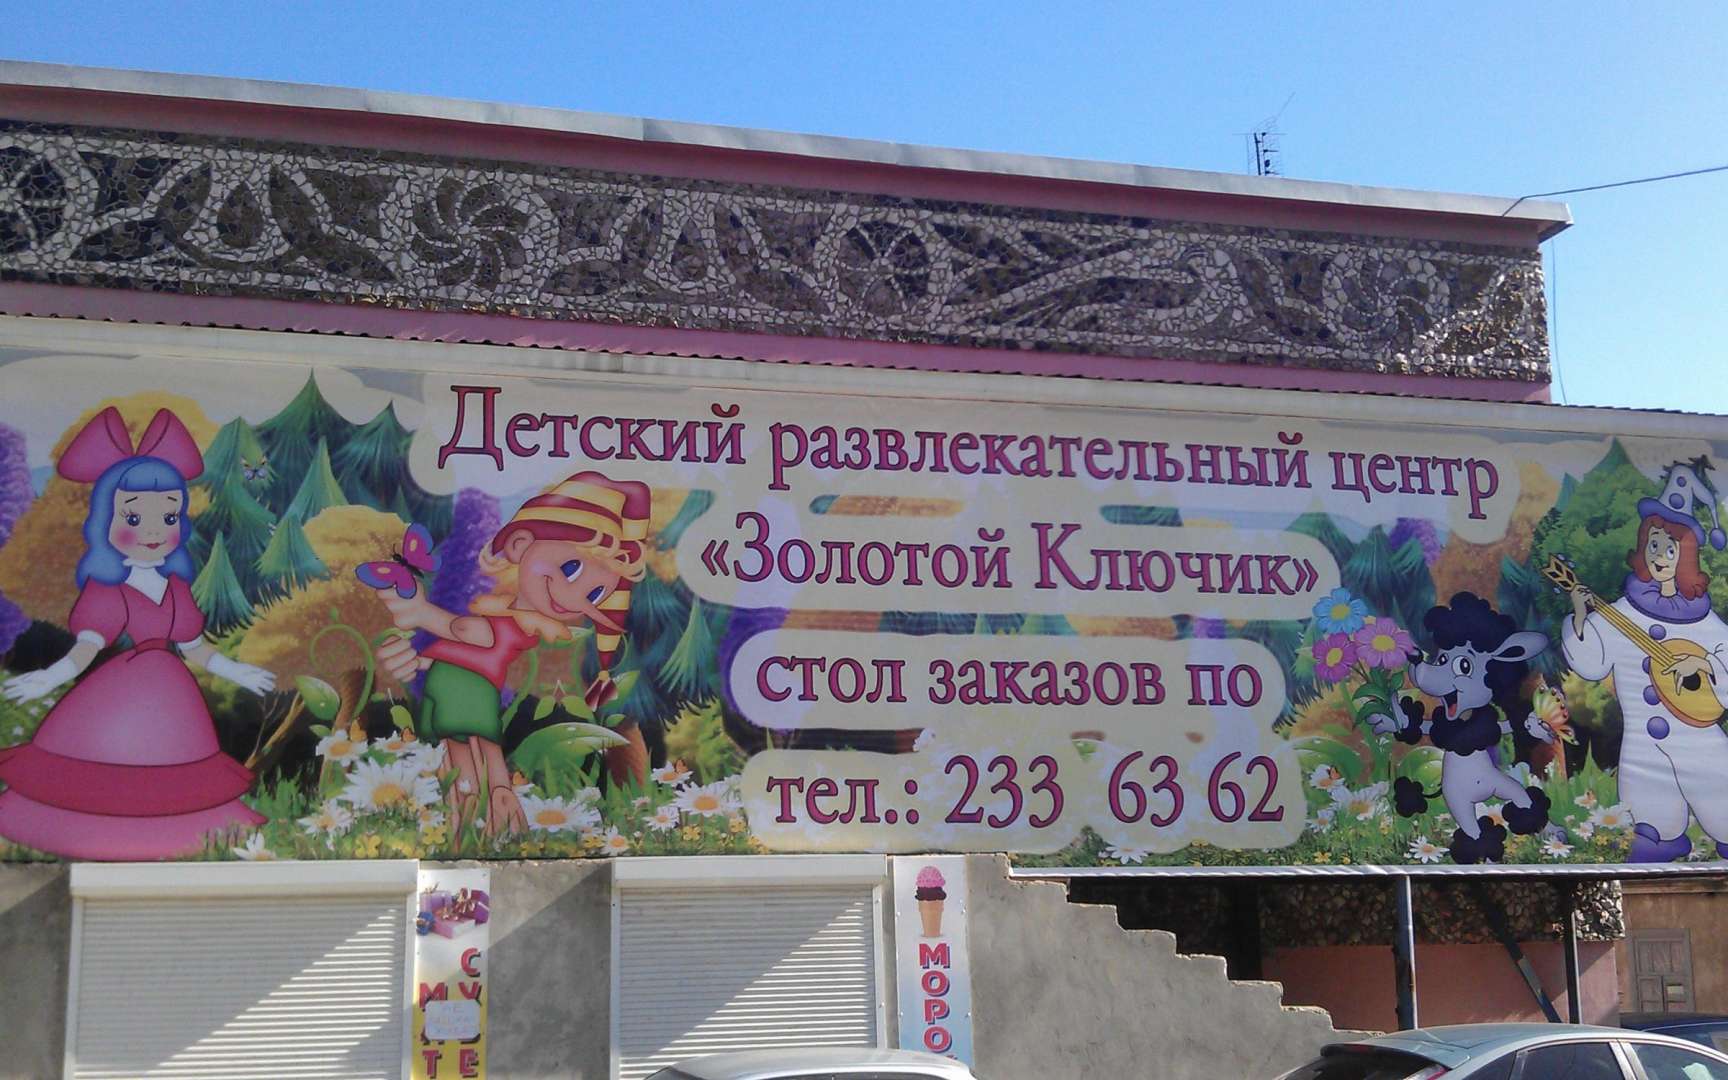 Детский развлекательный центр
«Золотой Ключик»
стол заказов по
тел.: 233 63 62